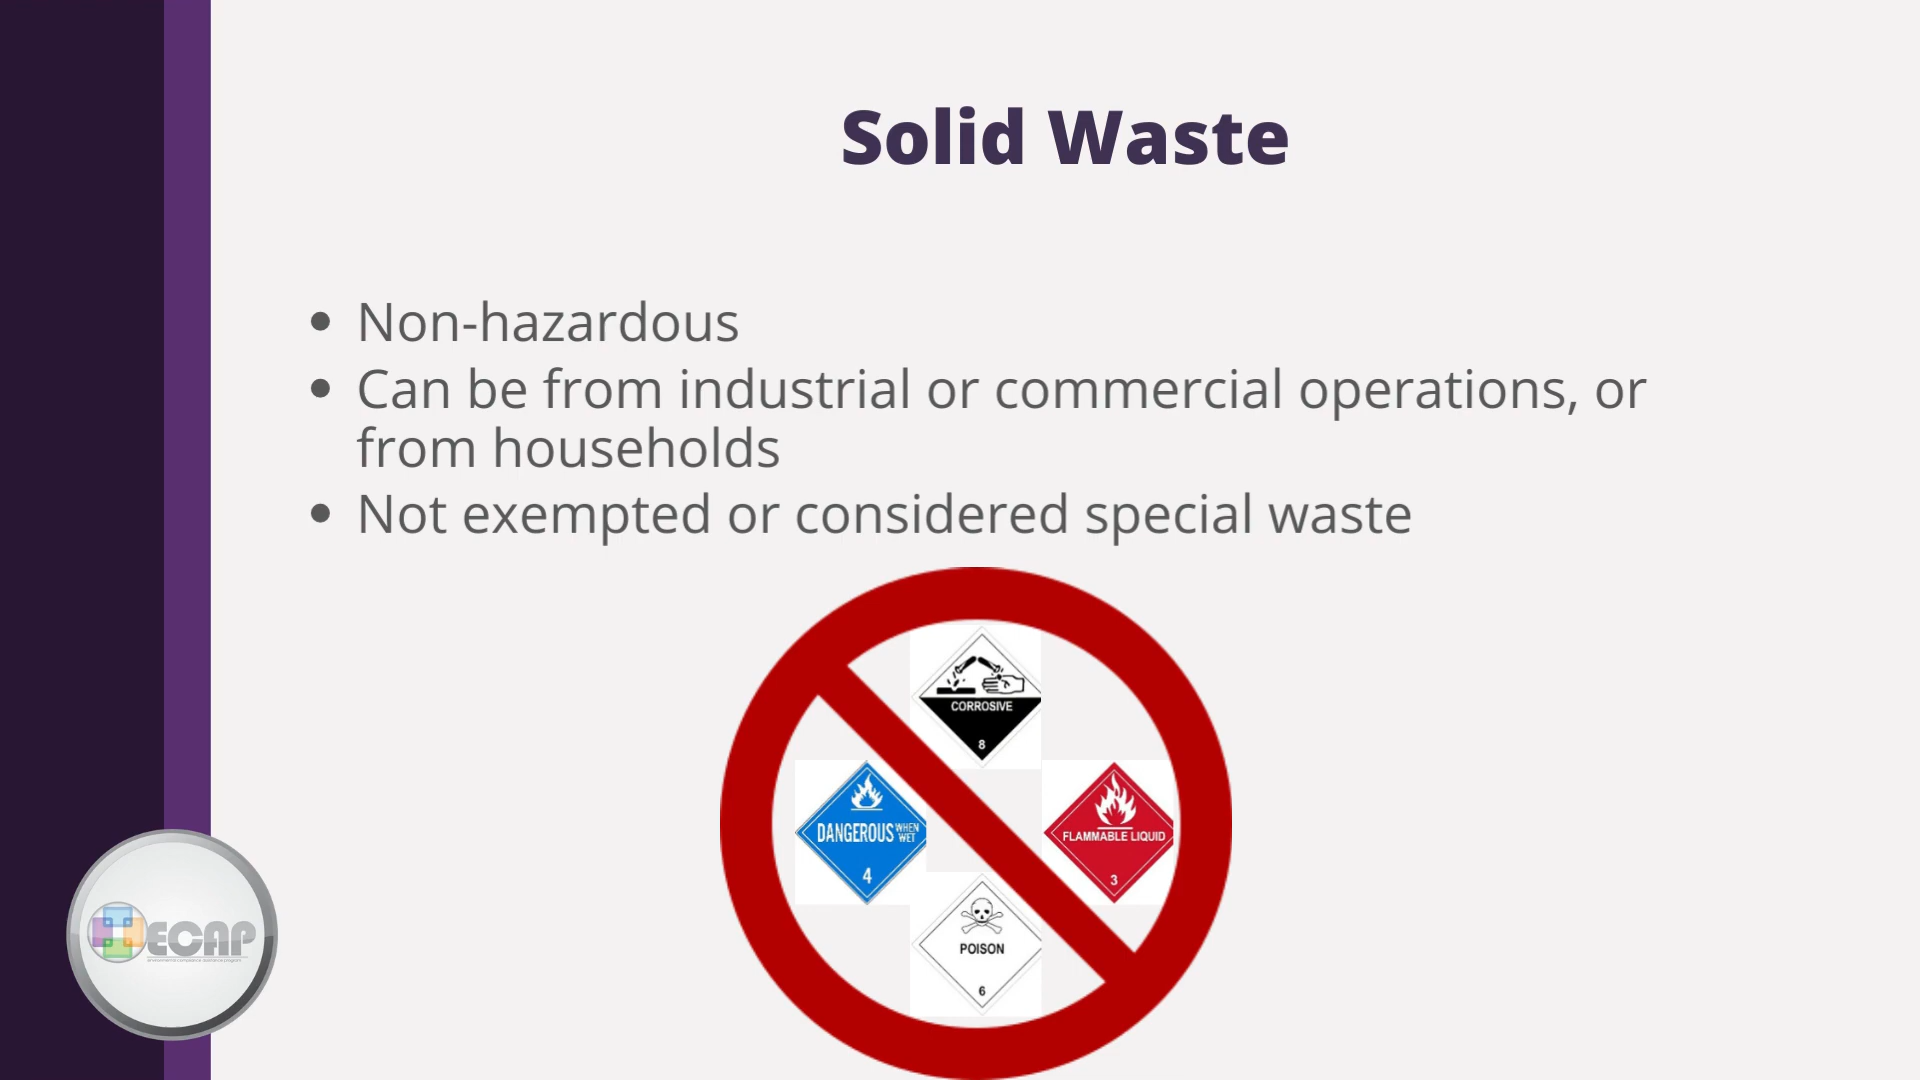 Solid Waste
Non-hazardous
Can be from industrial or commercial operations, or
from households
Not exempted or considered special waste
CORROSIVE
8
DANGEROUS WHEN WET
4
FLAMMABLE LIQUID
3
POISON
6
ECAP